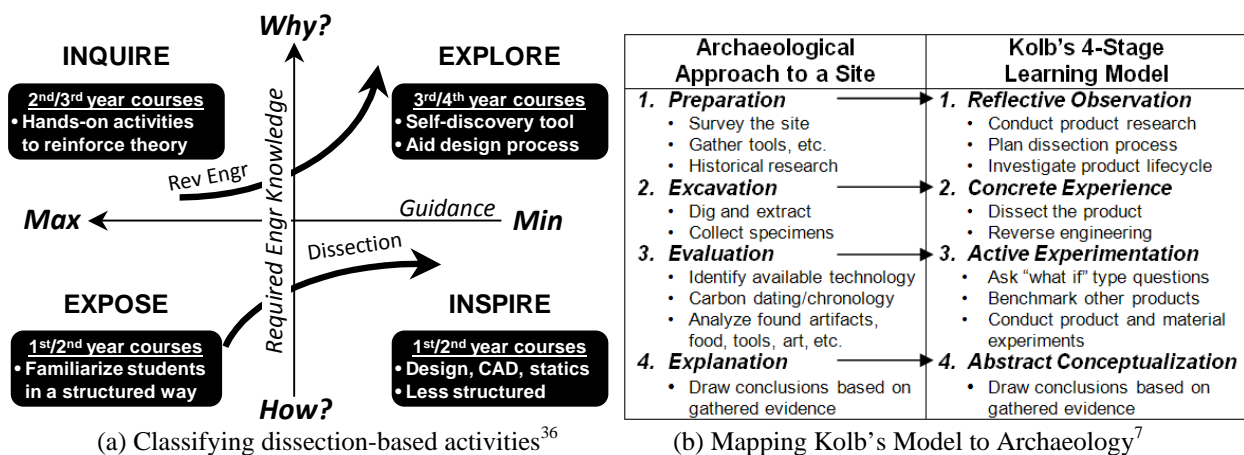 Why?
INQUIRE
EXPLORE
2nd/3rd year courses
• Hands-on activities
to reinforce theory
3rd/4th year courses
• Self-discovery tool
• Aid design process
Rev Engr
Required Engr Knowledge
Max
Guidance
Min
Dissection
EXPOSE
INSPIRE
1st/2nd year courses
• Familiarize students
in a structured way
1st/2nd year courses
• Design, CAD, statics
• Less structured
How?
(a) Classifying dissection-based activities36
Archaeological
Approach to a Site
Kolb's 4-Stage
Learning Model
1. Preparation
• Survey the site
• Gather tools, etc.
• Historical research
1. Reflective Observation
• Conduct product research
• Plan dissection process
• Investigate product lifecycle
2. Excavation
• Dig and extract
• Collect specimens
2. Concrete Experience
• Dissect the product
• Reverse engineering
3. Evaluation
• Identify available technology
• Carbon dating/chronology
• Analyze found artifacts,
food, tools, art, etc.
3. Active Experimentation
• Ask “what if” type questions
• Benchmark other products
• Conduct product and material
experiments
4. Explanation
• Draw conclusions based on
gathered evidence
4. Abstract Conceptualization
• Draw conclusions based on
gathered evidence
(b) Mapping Kolb's Model to Archaeology7